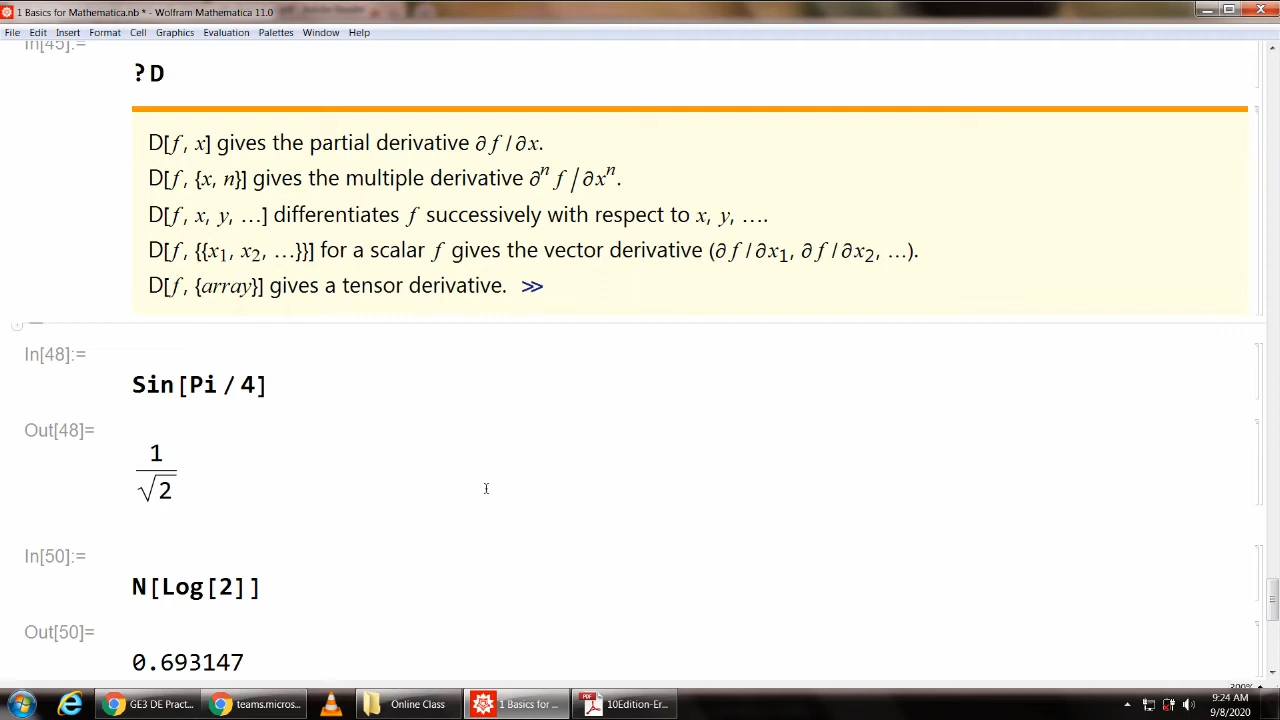 1 Basics for Mathematica.nb * - Wolfram Mathematica 11.0
File Edit Insert Format Cell Graphics Evaluation Palettes Window Help
In[45]:=
?D
D[f, x] gives the partial derivative ∂f/∂x.
D[f, {x, n}] gives the multiple derivative ∂ⁿf/∂xⁿ.
D[f, x, y, …] differentiates f successively with respect to x, y, ….
D[f, {{x₁, x₂, …}}] for a scalar f gives the vector derivative (∂f/∂x₁, ∂f/∂x₂, …).
D[f, {array}] gives a tensor derivative. ≫
In[48]:=
Sin[Pi/4]
Out[48]=
1
√2
In[50]:=
N[Log[2]]
Out[50]=
0.693147
300%
GE3 DE Pract... teams.micros... Online Class 1 Basics for ... 10Edition-Er...
9:24 AM
9/8/2020